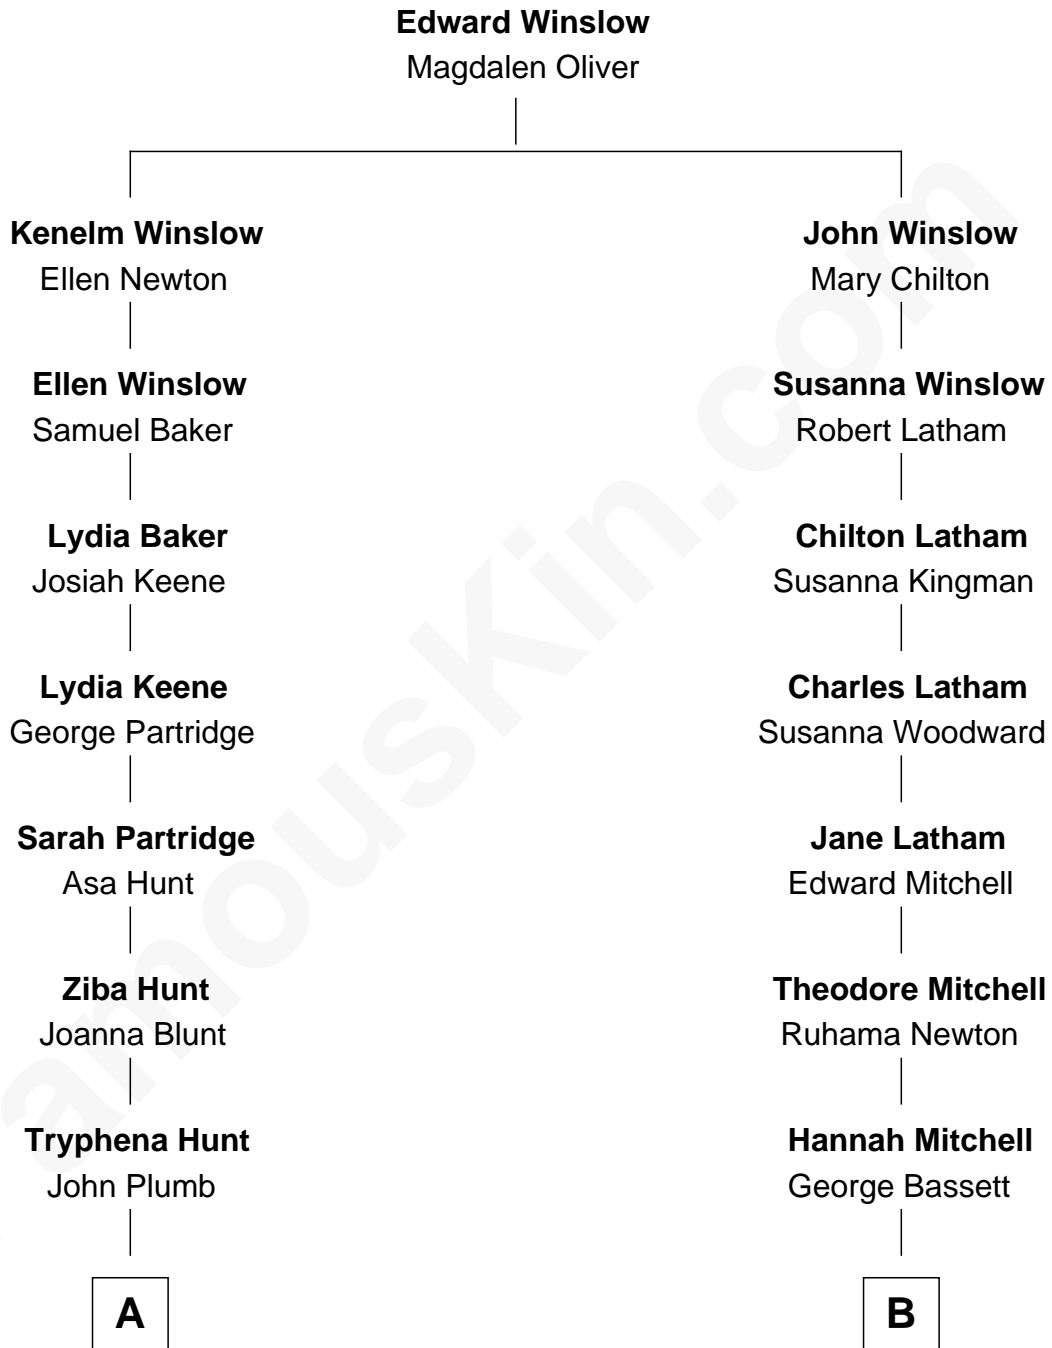 Edward Winslow
Magdalen Oliver
Kenelm Winslow
Ellen Newton
John Winslow
Mary Chilton
Ellen Winslow
Samuel Baker
Susanna Winslow
Robert Latham
Lydia Baker
Josiah Keene
Chilton Latham
Susanna Kingman
Lydia Keene
George Partridge
Charles Latham
Susanna Woodward
Sarah Partridge
Asa Hunt
Jane Latham
Edward Mitchell
Ziba Hunt
Joanna Blunt
Theodore Mitchell
Ruhama Newton
Tryphena Hunt
John Plumb
Hannah Mitchell
George Bassett
A
B
amouskin.com